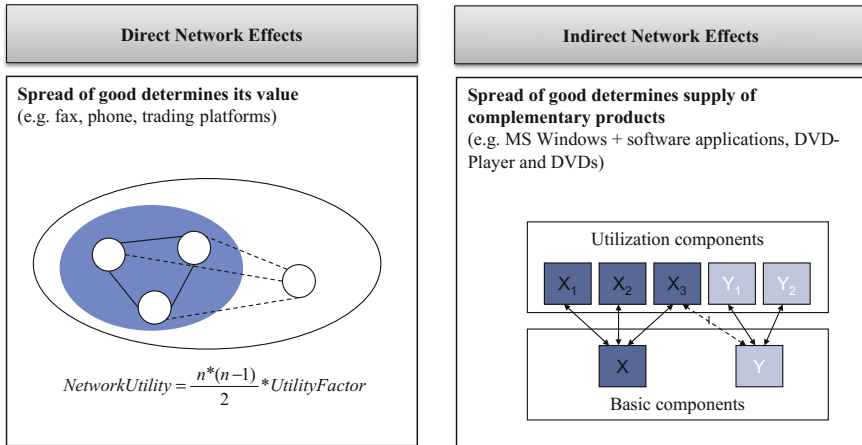 Direct Network Effects
Spread of good determines its value
(e.g. fax, phone, trading platforms)
NetworkUtility = n*(n−1)/2 *UtilityFactor
Indirect Network Effects
Spread of good determines supply of
complementary products
(e.g. MS Windows + software applications, DVD-
Player and DVDs)
Utilization components
X₁ X₂ X₃ Y₁ Y₂
X Y
Basic components